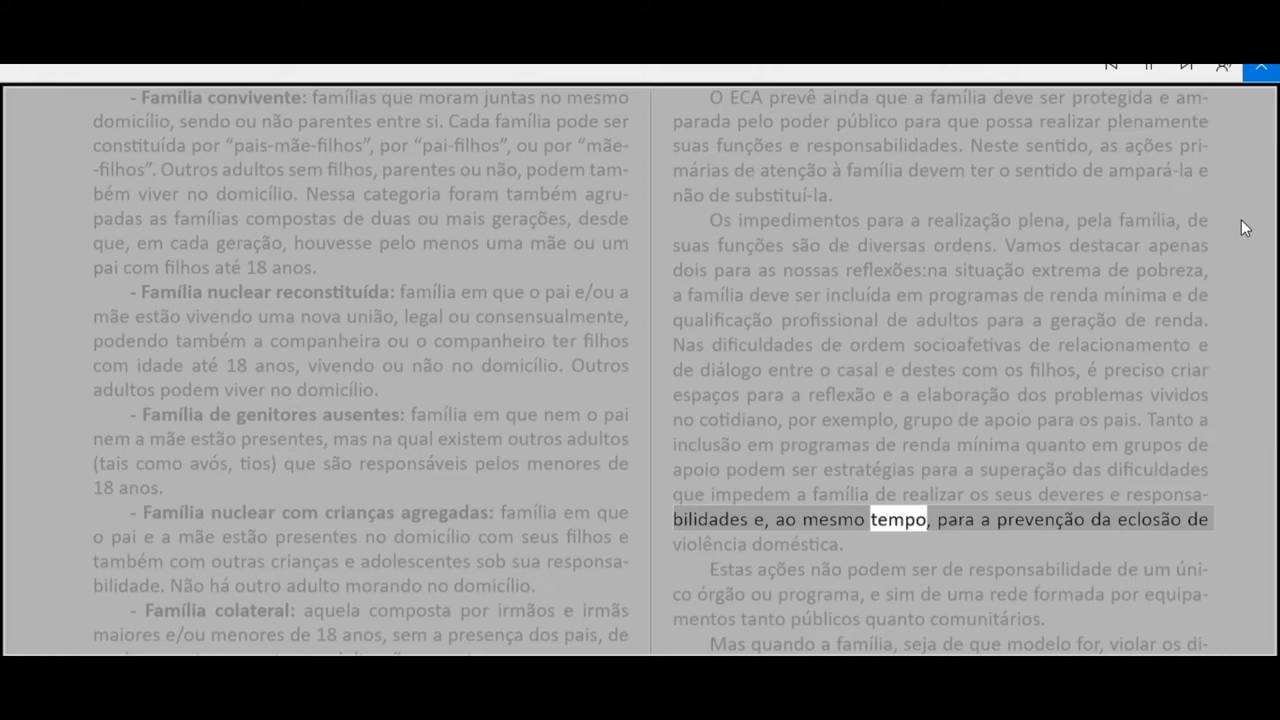 - Família convivente: famílias que moram juntas no mesmo
domicílio, sendo ou não parentes entre si. Cada família pode ser
constituída por “pais-mãe-filhos”, por “pai-filhos”, ou por “mãe-
-filhos”. Outros adultos sem filhos, parentes ou não, podem tam-
bém viver no domicílio. Nessa categoria foram também agru-
padas as famílias compostas de duas ou mais gerações, desde
que, em cada geração, houvesse pelo menos uma mãe ou um
pai com filhos até 18 anos.
- Família nuclear reconstituída: família em que o pai e/ou a
mãe estão vivendo uma nova união, legal ou consensualmente,
podendo também a companheira ou o companheiro ter filhos
com idade até 18 anos, vivendo ou não no domicílio. Outros
adultos podem viver no domicílio.
- Família de genitores ausentes: família em que nem o pai
nem a mãe estão presentes, mas na qual existem outros adultos
(tais como avós, tios) que são responsáveis pelos menores de
18 anos.
- Família nuclear com crianças agregadas: família em que
o pai e a mãe estão presentes no domicílio com seus filhos e
também com outras crianças e adolescentes sob sua responsa-
bilidade. Não há outro adulto morando no domicílio.
- Família colateral: aquela composta por irmãos e irmãs
maiores e/ou menores de 18 anos, sem a presença dos pais, de
O ECA prevê ainda que a família deve ser protegida e am-
parada pelo poder público para que possa realizar plenamente
suas funções e responsabilidades. Neste sentido, as ações pri-
márias de atenção à família devem ter o sentido de ampará-la e
não de substituí-la.
Os impedimentos para a realização plena, pela família, de
suas funções são de diversas ordens. Vamos destacar apenas
dois para as nossas reflexões:na situação extrema de pobreza,
a família deve ser incluída em programas de renda mínima e de
qualificação profissional de adultos para a geração de renda.
Nas dificuldades de ordem socioafetivas de relacionamento e
de diálogo entre o casal e destes com os filhos, é preciso criar
espaços para a reflexão e a elaboração dos problemas vividos
no cotidiano, por exemplo, grupo de apoio para os pais. Tanto a
inclusão em programas de renda mínima quanto em grupos de
apoio podem ser estratégias para a superação das dificuldades
que impedem a família de realizar os seus deveres e responsa-
bilidades e, ao mesmo tempo, para a prevenção da eclosão de
violência doméstica.
Estas ações não podem ser de responsabilidade de um úni-
co órgão ou programa, e sim de uma rede formada por equipa-
mentos tanto públicos quanto comunitários.
Mas quando a família, seja de que modelo for, violar os di-